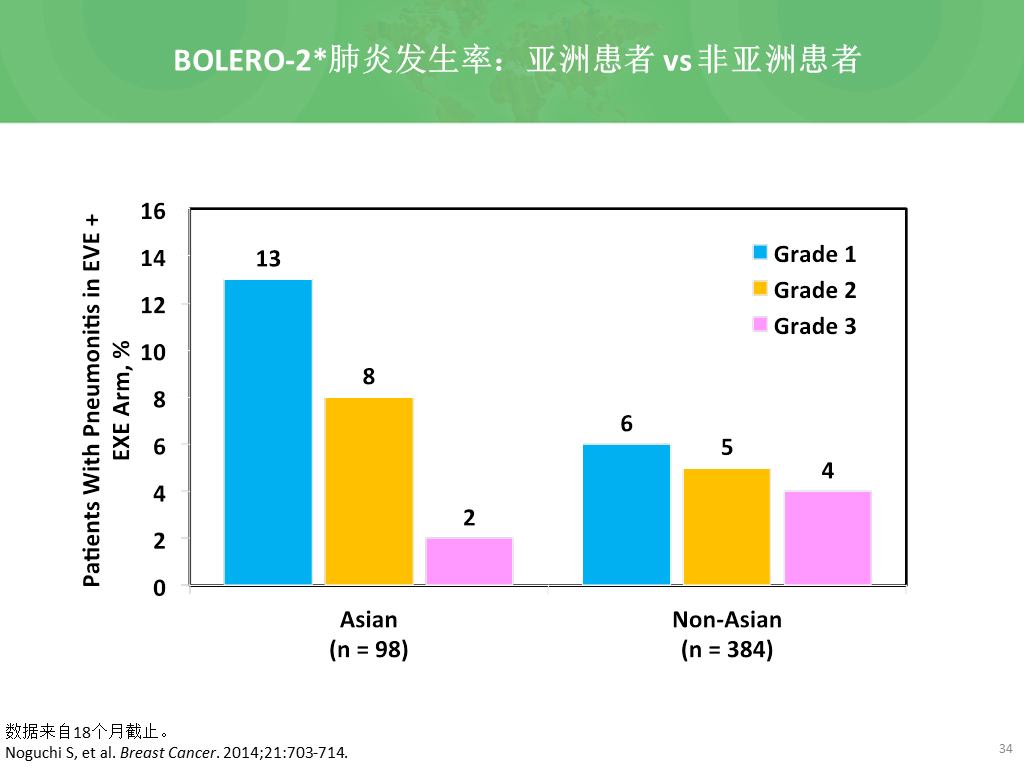 BOLERO-2*肺炎发生率：亚洲患者 vs 非亚洲患者
Patients With Pneumonitis in EVE +
EXE Arm, %
16
14
12
10
8
6
4
2
0
13
8
2
6
5
4
Grade 1
Grade 2
Grade 3
Asian
(n = 98)
Non-Asian
(n = 384)
数据来自18个月截止。
Noguchi S, et al. Breast Cancer. 2014;21:703-714.
34